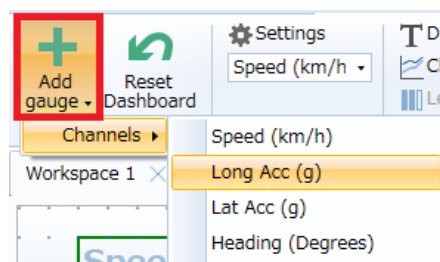 Add
gauge
Reset
Dashboard
Settings
Speed (km/h
Channels
Speed (km/h)
Workspace 1
Long Acc (g)
Lat Acc (g)
Heading (Degrees)